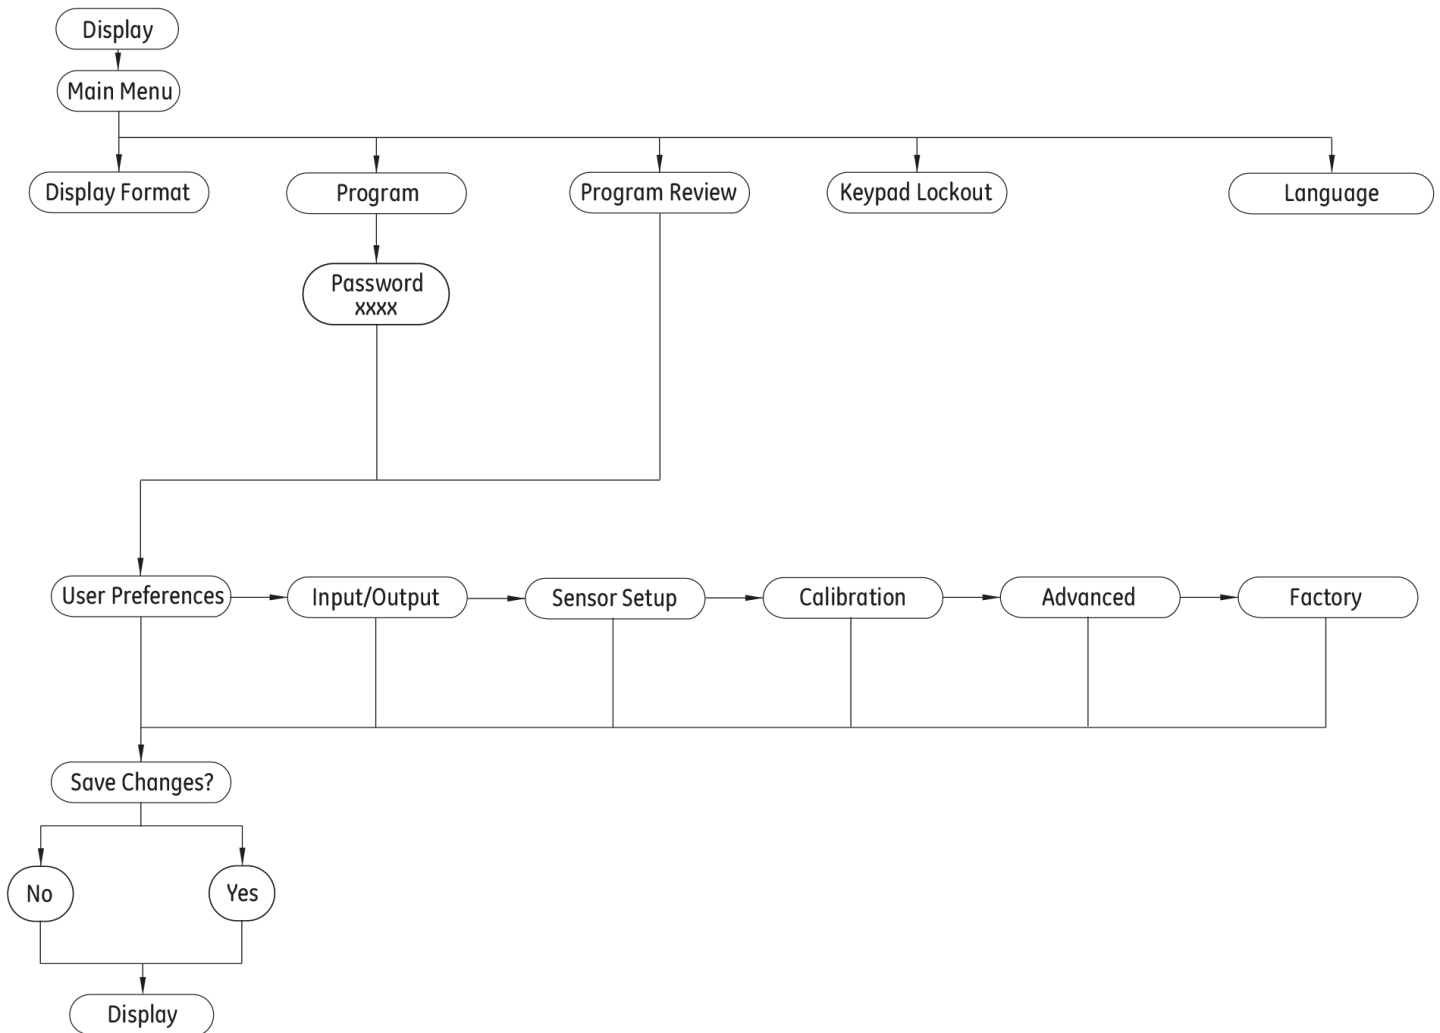 Display
Main Menu
Display Format
Program
Program Review
Keypad Lockout
Language
Password
xxxx
User Preferences
Input/Output
Sensor Setup
Calibration
Advanced
Factory
Save Changes?
No
Yes
Display